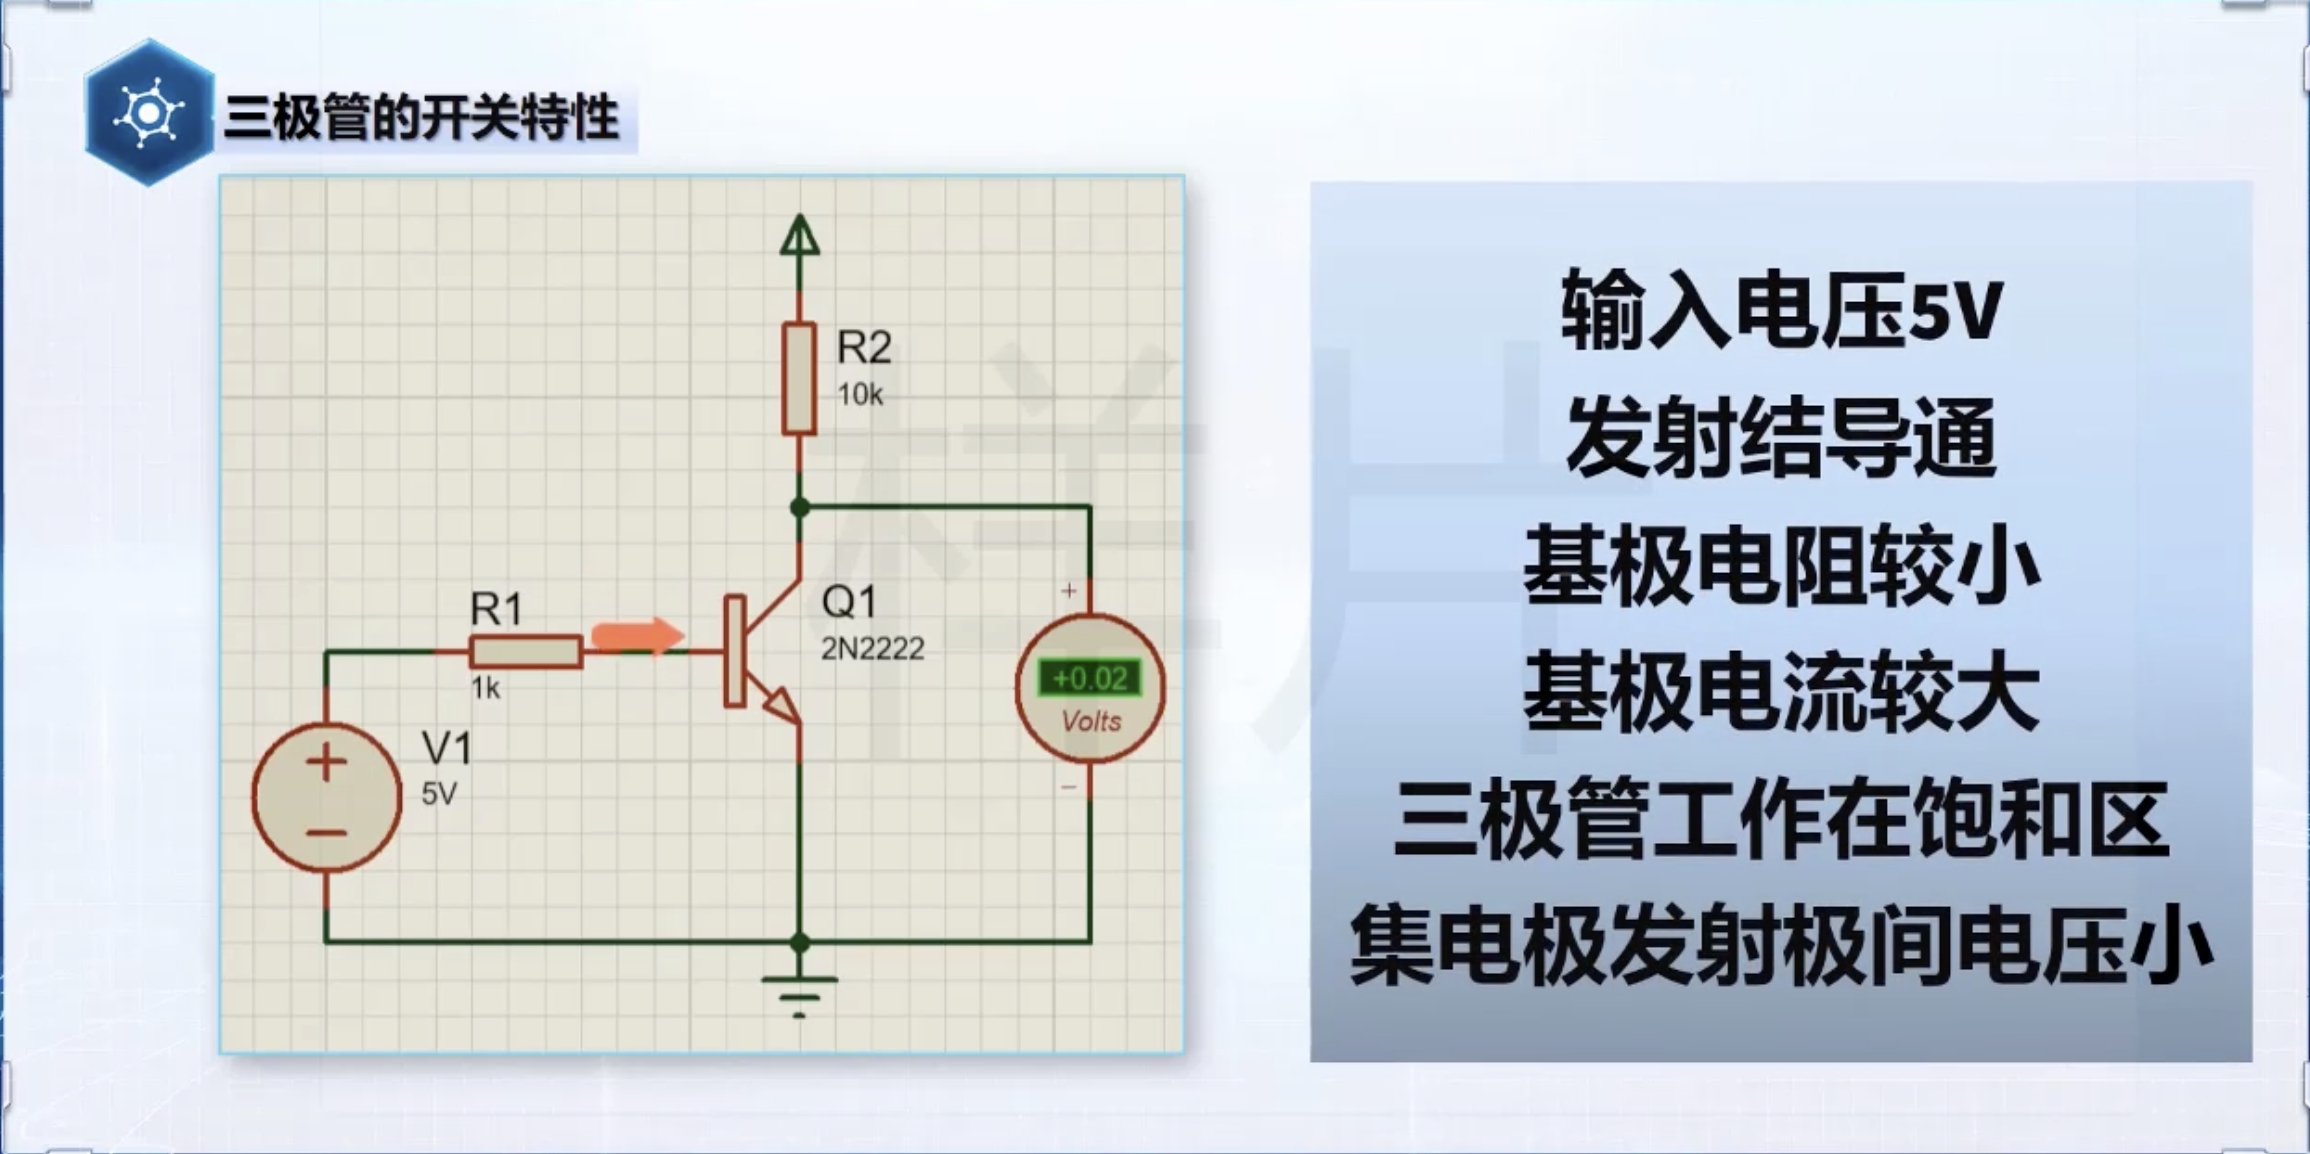 三极管的开关特性
R2
10k
R1
1k
Q1
2N2222
+
+0.02
Volts
−
V1
5V
+
−
样片
输入电压5V
发射结导通
基极电阻较小
基极电流较大
三极管工作在饱和区
集电极发射极间电压小